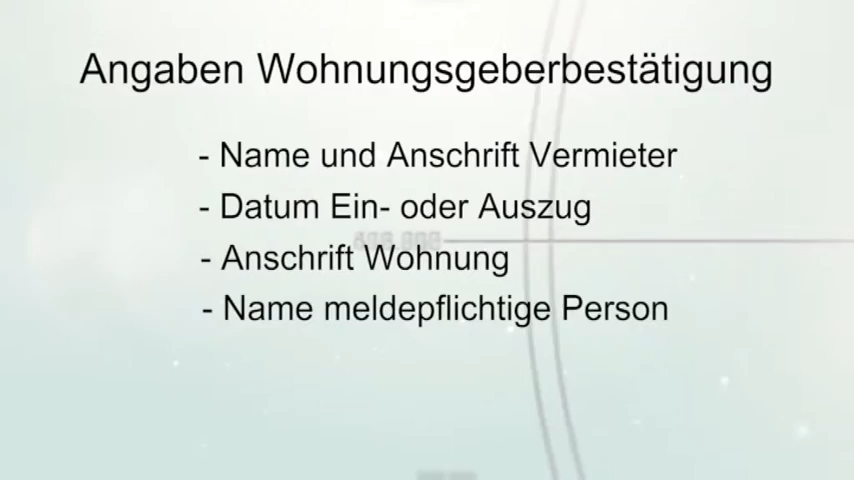 Angaben Wohnungsgeberbestätigung
- Name und Anschrift Vermieter
- Datum Ein- oder Auszug
- Anschrift Wohnung
- Name meldepflichtige Person